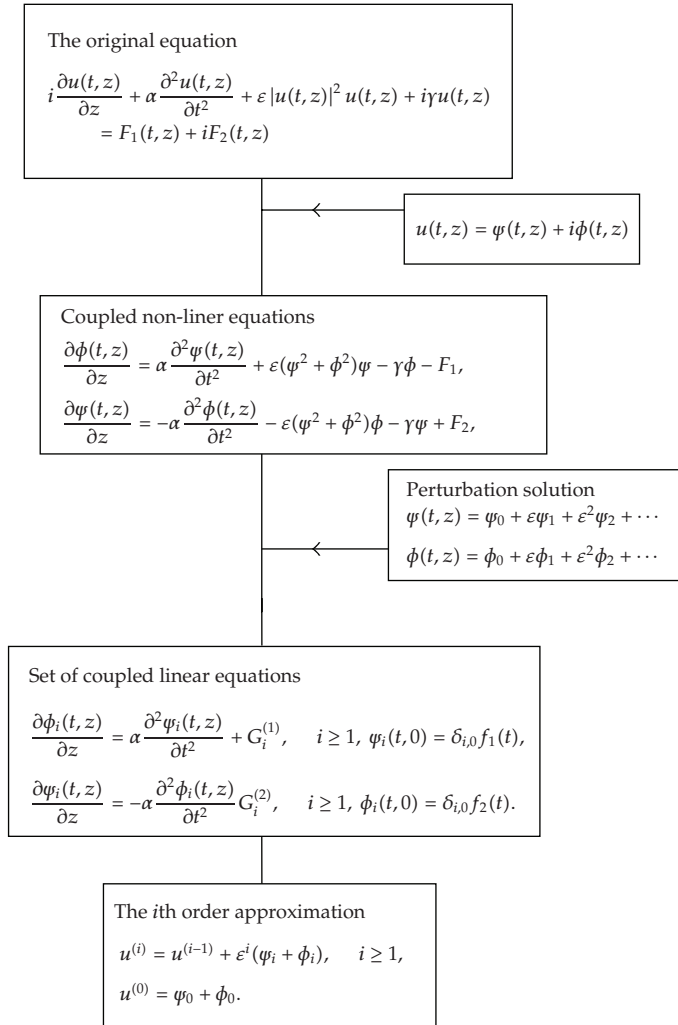 The original equation
i ∂u(t, z)/∂z + α ∂²u(t, z)/∂t² + ε |u(t, z)|² u(t, z) + iγu(t, z)
= F₁(t, z) + iF₂(t, z)
u(t, z) = ψ(t, z) + iϕ(t, z)
Coupled non-liner equations
∂ϕ(t, z)/∂z = α ∂²ψ(t, z)/∂t² + ε(ψ² + ϕ²)ψ − γϕ − F₁,
∂ψ(t, z)/∂z = −α ∂²ϕ(t, z)/∂t² − ε(ψ² + ϕ²)ϕ − γψ + F₂,
Perturbation solution
ψ(t, z) = ψ₀ + εψ₁ + ε²ψ₂ + ···
ϕ(t, z) = ϕ₀ + εϕ₁ + ε²ϕ₂ + ···
Set of coupled linear equations
∂ϕᵢ(t, z)/∂z = α ∂²ψᵢ(t, z)/∂t² + Gᵢ⁽¹⁾, i ≥ 1, ψᵢ(t, 0) = δᵢ,₀ f₁(t),
∂ψᵢ(t, z)/∂z = −α ∂²ϕᵢ(t, z)/∂t² Gᵢ⁽²⁾, i ≥ 1, ϕᵢ(t, 0) = δᵢ,₀ f₂(t).
The ith order approximation
u⁽ⁱ⁾ = u⁽ⁱ⁻¹⁾ + εⁱ(ψᵢ + ϕᵢ), i ≥ 1,
u⁽⁰⁾ = ψ₀ + ϕ₀.